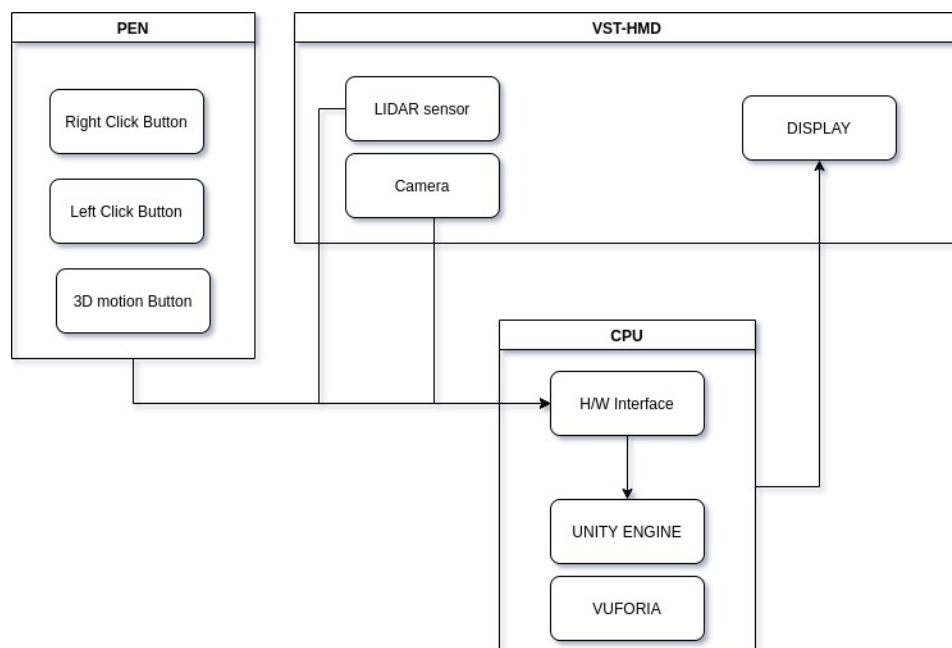 PEN
Right Click Button
Left Click Button
3D motion Button
VST-HMD
LIDAR sensor
Camera
DISPLAY
CPU
H/W Interface
UNITY ENGINE
VUFORIA